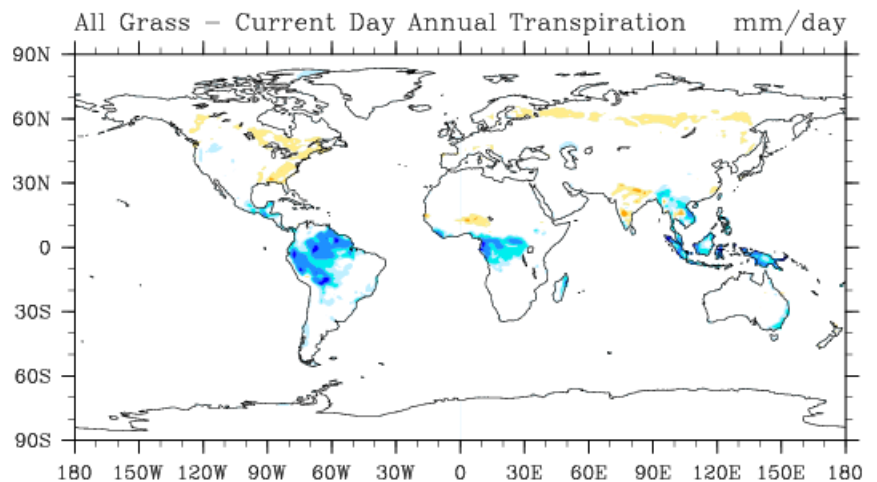 All Grass – Current Day Annual Transpiration mm/day
90N
60N
30N
0
30S
60S
90S
180 150W 120W 90W 60W 30W 0 30E 60E 90E 120E 150E 180